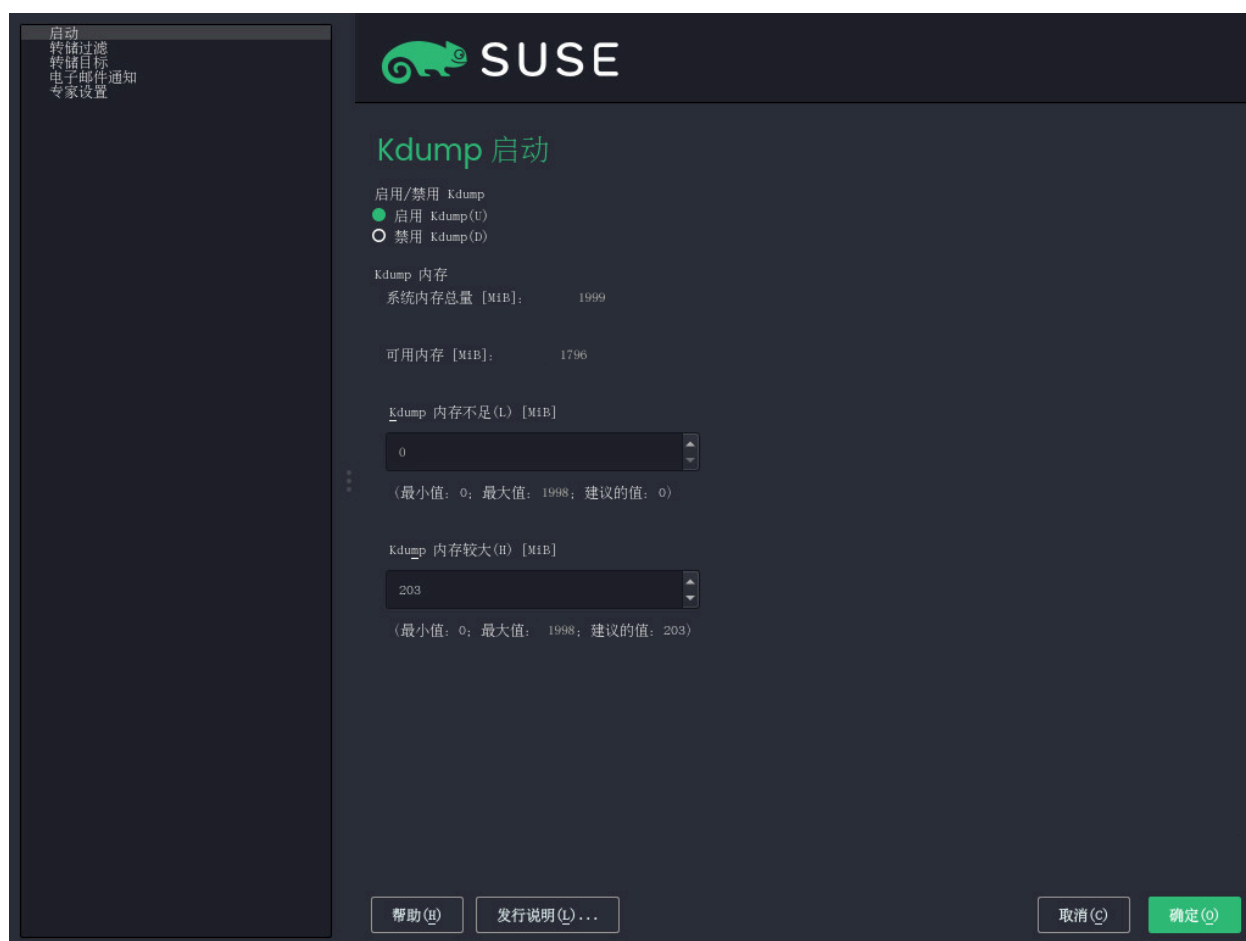 启动
转储过滤
转储目标
电子邮件通知
专家设置
SUSE
Kdump 启动
启用/禁用 Kdump
启用 Kdump(U)
禁用 Kdump(D)
Kdump 内存
系统内存总量 [MiB]： 1999
可用内存 [MiB]： 1796
Kdump 内存不足(L) [MiB]
0
（最小值：0；最大值：1998；建议的值：0）
Kdump 内存较大(H) [MiB]
203
（最小值：0；最大值： 1998；建议的值：203）
帮助(H) 发行说明(L)... 取消(C) 确定(O)